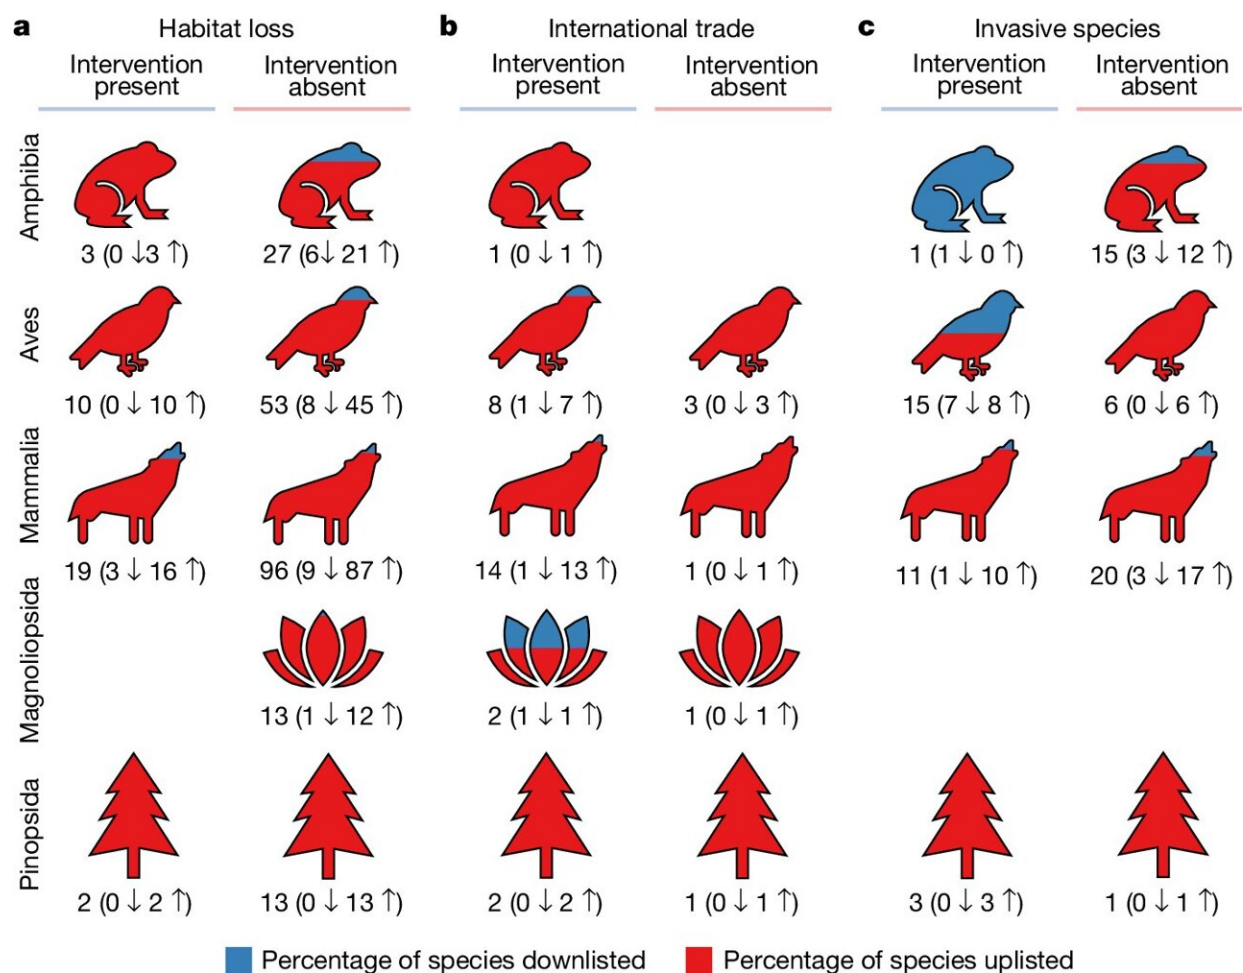 a Habitat loss b International trade c Invasive species
Intervention present Intervention absent Intervention present Intervention absent Intervention present Intervention absent
Amphibia
3 (0 ↓3 ↑) 27 (6↓ 21 ↑) 1 (0 ↓ 1 ↑) 1 (1 ↓ 0 ↑) 15 (3 ↓ 12 ↑)
Aves
10 (0 ↓ 10 ↑) 53 (8 ↓ 45 ↑) 8 (1 ↓ 7 ↑) 3 (0 ↓ 3 ↑) 15 (7 ↓ 8 ↑) 6 (0 ↓ 6 ↑)
Mammalia
19 (3 ↓ 16 ↑) 96 (9 ↓ 87 ↑) 14 (1 ↓ 13 ↑) 1 (0 ↓ 1 ↑) 11 (1 ↓ 10 ↑) 20 (3 ↓ 17 ↑)
Magnoliopsida
13 (1 ↓ 12 ↑) 2 (1 ↓ 1 ↑) 1 (0 ↓ 1 ↑)
Pinopsida
2 (0 ↓ 2 ↑) 13 (0 ↓ 13 ↑) 2 (0 ↓ 2 ↑) 1 (0 ↓ 1 ↑) 3 (0 ↓ 3 ↑) 1 (0 ↓ 1 ↑)
Percentage of species downlisted Percentage of species uplisted